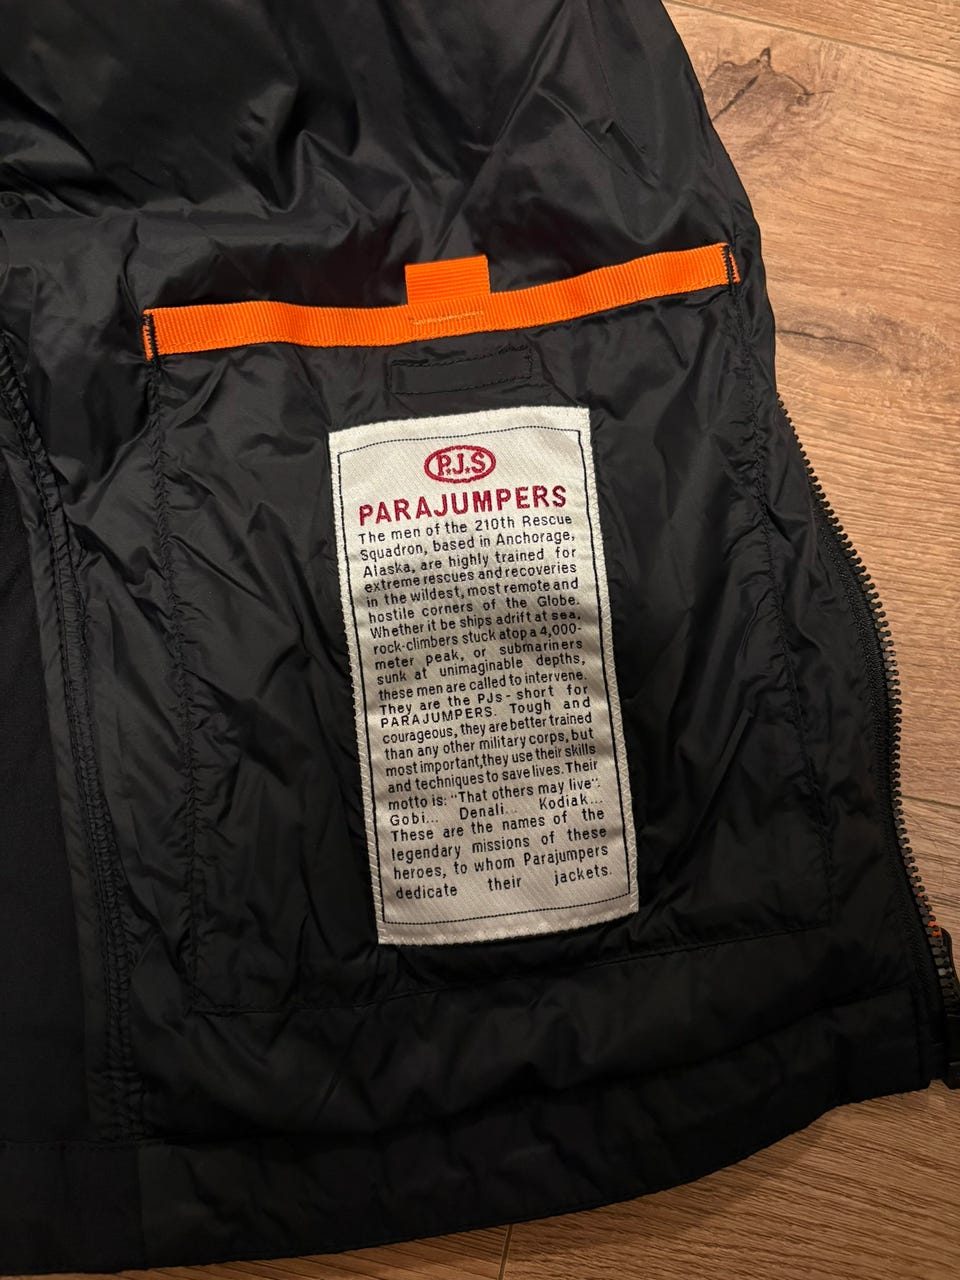 P.J.S
PARAJUMPERS
The men of the 210th Rescue
Squadron, based in Anchorage,
Alaska, are highly trained for
extreme rescues and recoveries
in the wildest, most remote and
hostile corners of the Globe.
Whether it be ships adrift at sea,
rock-climbers stuck atop a 4,000-
meter peak, or submariners
sunk at unimaginable depths,
these men are called to intervene.
They are the PJs - short for
PARAJUMPERS. Tough and
courageous, they are better trained
than any other military corps, but
most important,they use their skills
and techniques to save lives. Their
motto is: "That others may live".
Gobi... Denali... Kodiak...
These are the names of the
legendary missions of these
heroes, to whom Parajumpers
dedicate their jackets.